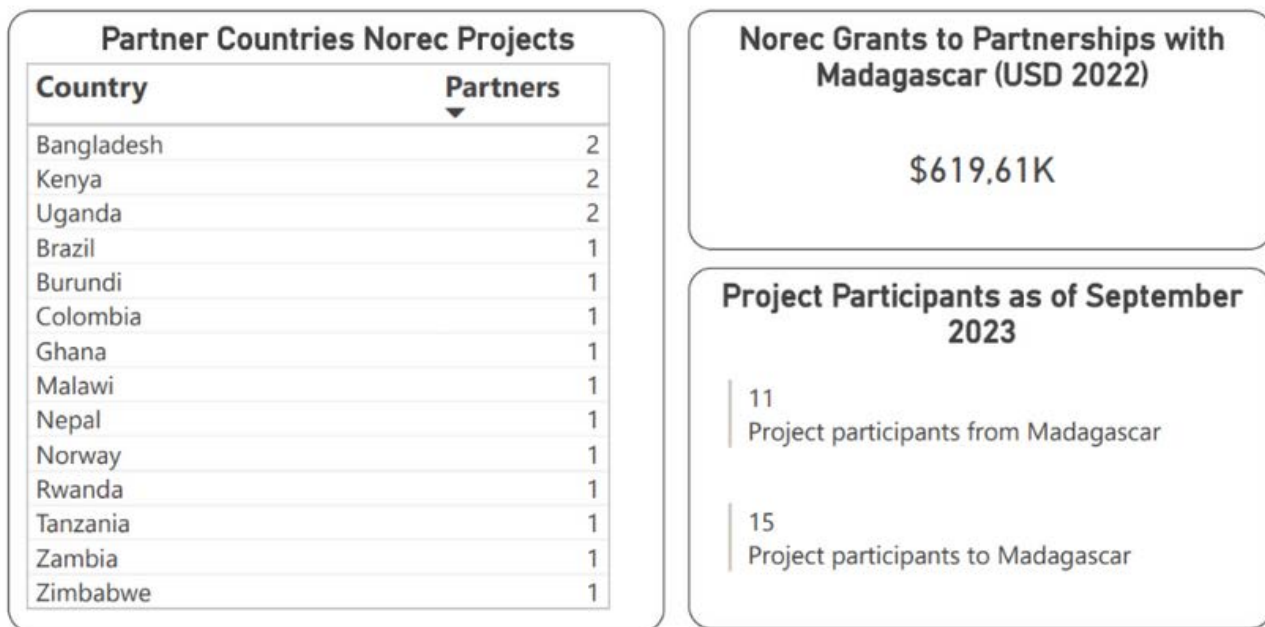 Partner Countries Norec Projects
Country Partners
Bangladesh 2
Kenya 2
Uganda 2
Brazil 1
Burundi 1
Colombia 1
Ghana 1
Malawi 1
Nepal 1
Norway 1
Rwanda 1
Tanzania 1
Zambia 1
Zimbabwe 1
Norec Grants to Partnerships with
Madagascar (USD 2022)
$619,61K
Project Participants as of September
2023
11
Project participants from Madagascar
15
Project participants to Madagascar